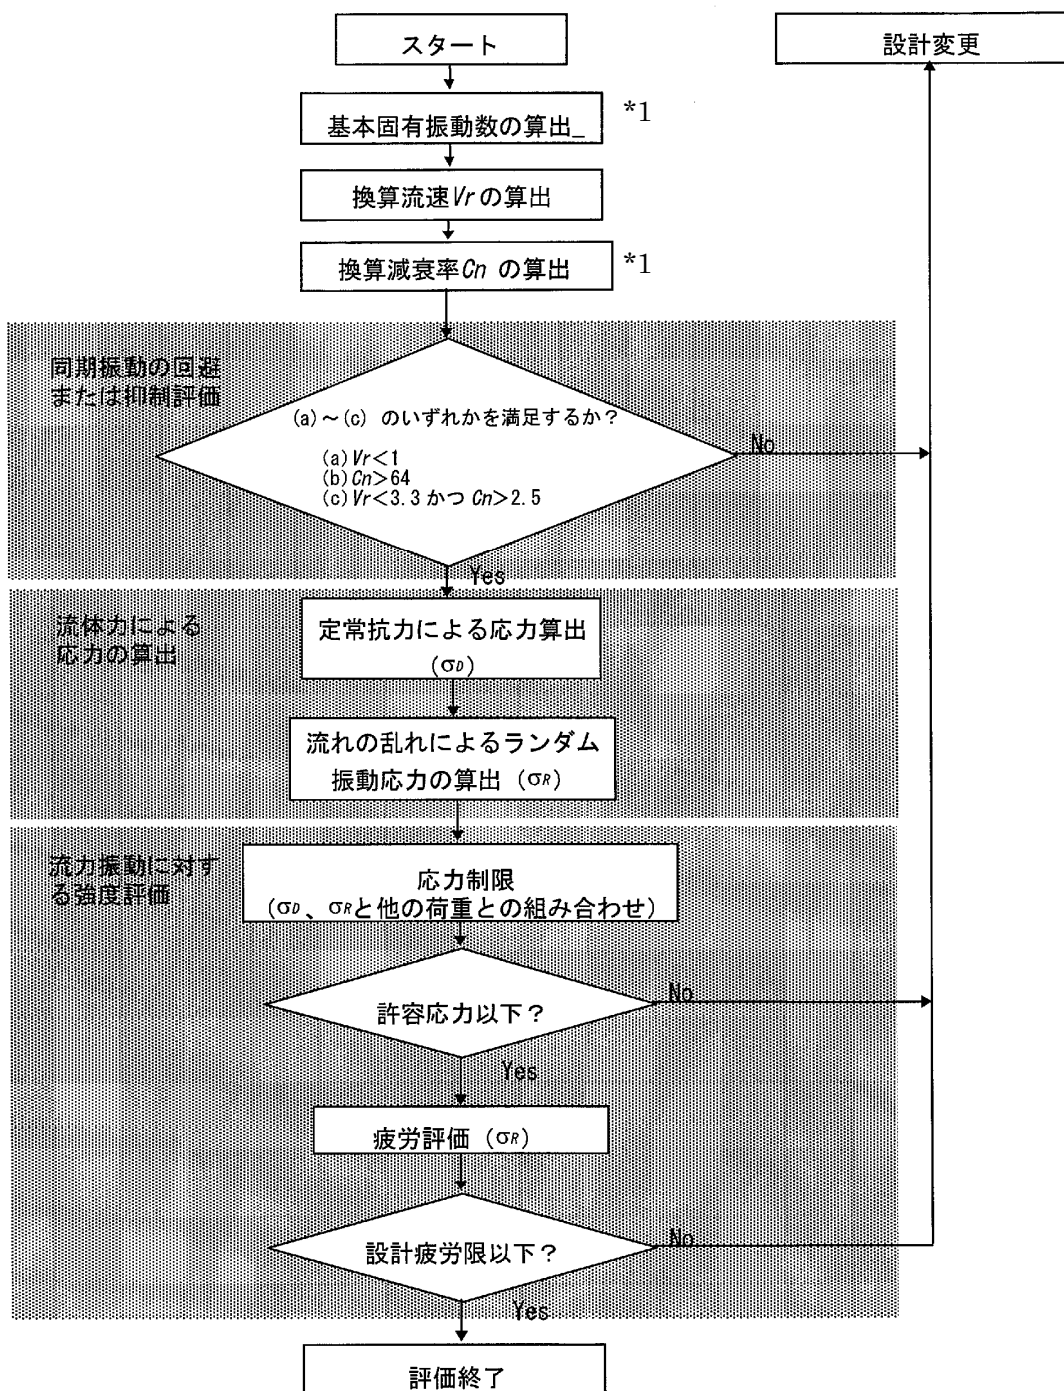 スタート
設計変更
基本固有振動数の算出_
*1
換算流速Vrの算出
換算減衰率Cn の算出
*1
同期振動の回避
または抑制評価
(a)～(c) のいずれかを満足するか？
(a)Vr<1
(b)Cn>64
(c)Vr<3.3かつ Cn>2.5
No
Yes
流体力による
応力の算出
定常抗力による応力算出
(σD)
流れの乱れによるランダム
振動応力の算出 (σR)
流力振動に対す
る強度評価
応力制限
(σD、σRと他の荷重との組み合わせ)
許容応力以下？
No
Yes
疲労評価 (σR)
設計疲労限以下？
No
Yes
評価終了